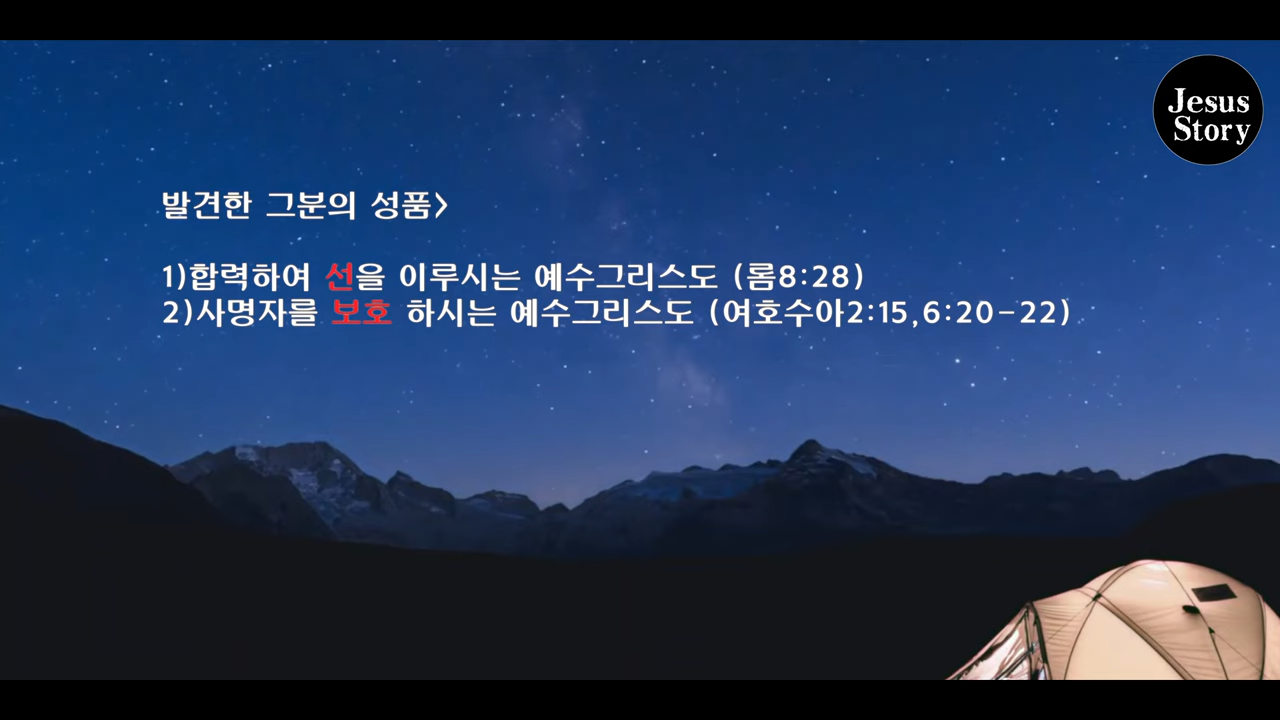 Jesus
Story
발견한 그분의 성품>
1)합력하여 선을 이루시는 예수그리스도 (롬8:28)
2)사명자를 보호 하시는 예수그리스도 (여호수아2:15,6:20-22)